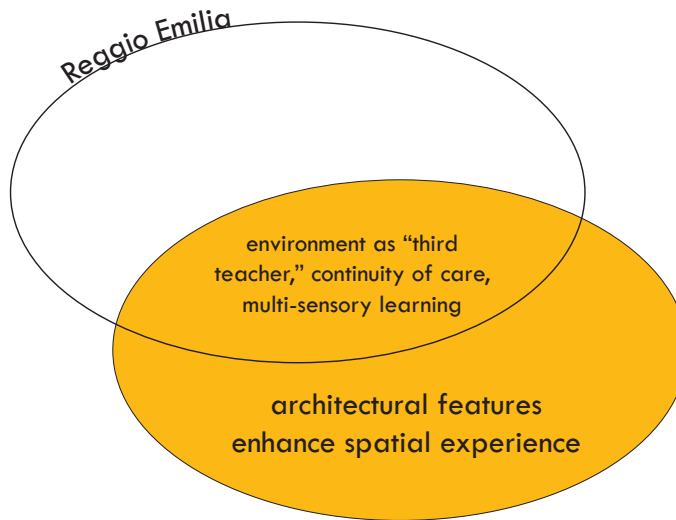 Reggio Emilia
environment as “third
teacher,” continuity of care,
multi-sensory learning
architectural features
enhance spatial experience